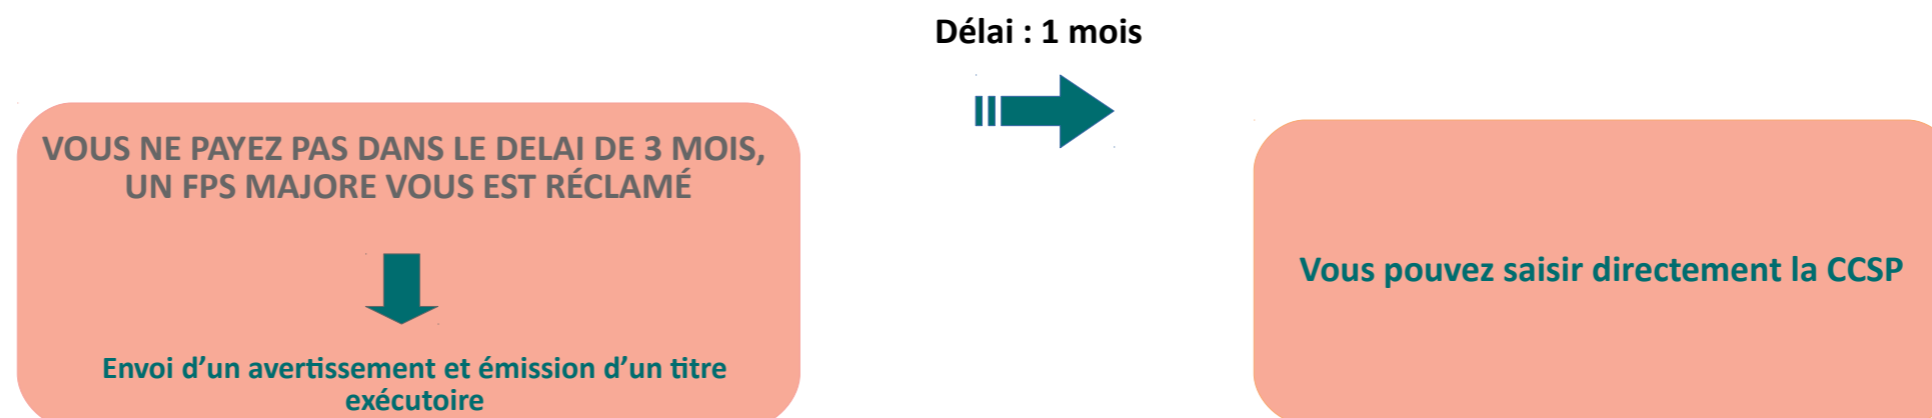 Délai : 1 mois
VOUS NE PAYEZ PAS DANS LE DELAI DE 3 MOIS,
UN FPS MAJORE VOUS EST RÉCLAMÉ
Envoi d’un avertissement et émission d’un titre
exécutoire
Vous pouvez saisir directement la CCSP